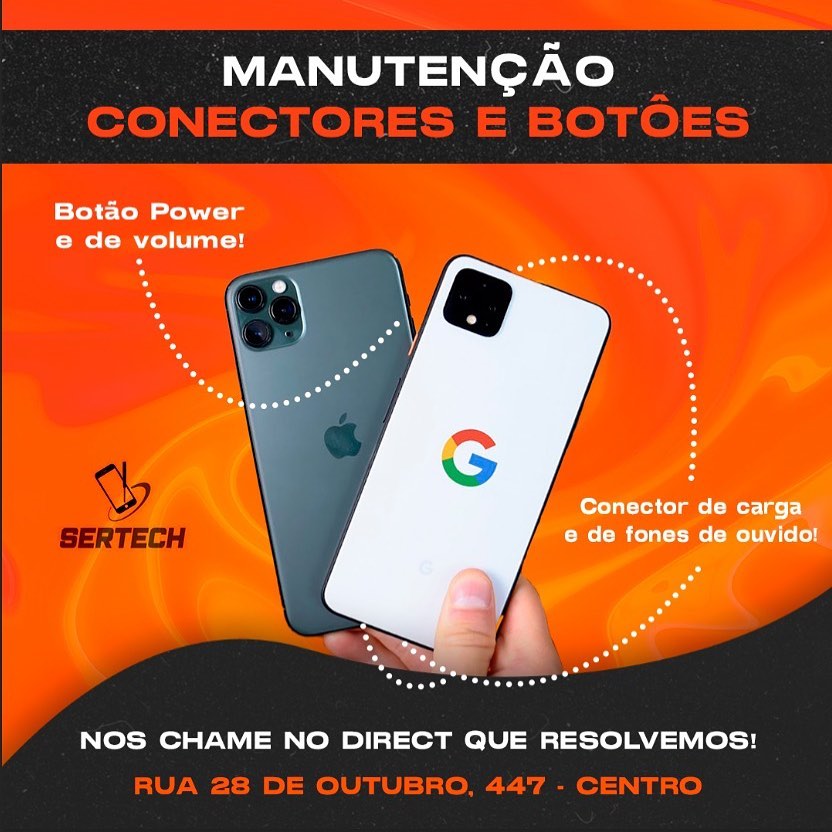 MANUTENÇÃO
CONECTORES E BOTÔES
Botão Power
e de volume!
SERTECH
Conector de carga
e de fones de ouvido!
NOS CHAME NO DIRECT QUE RESOLVEMOS!
RUA 28 DE OUTUBRO, 447 - CENTRO